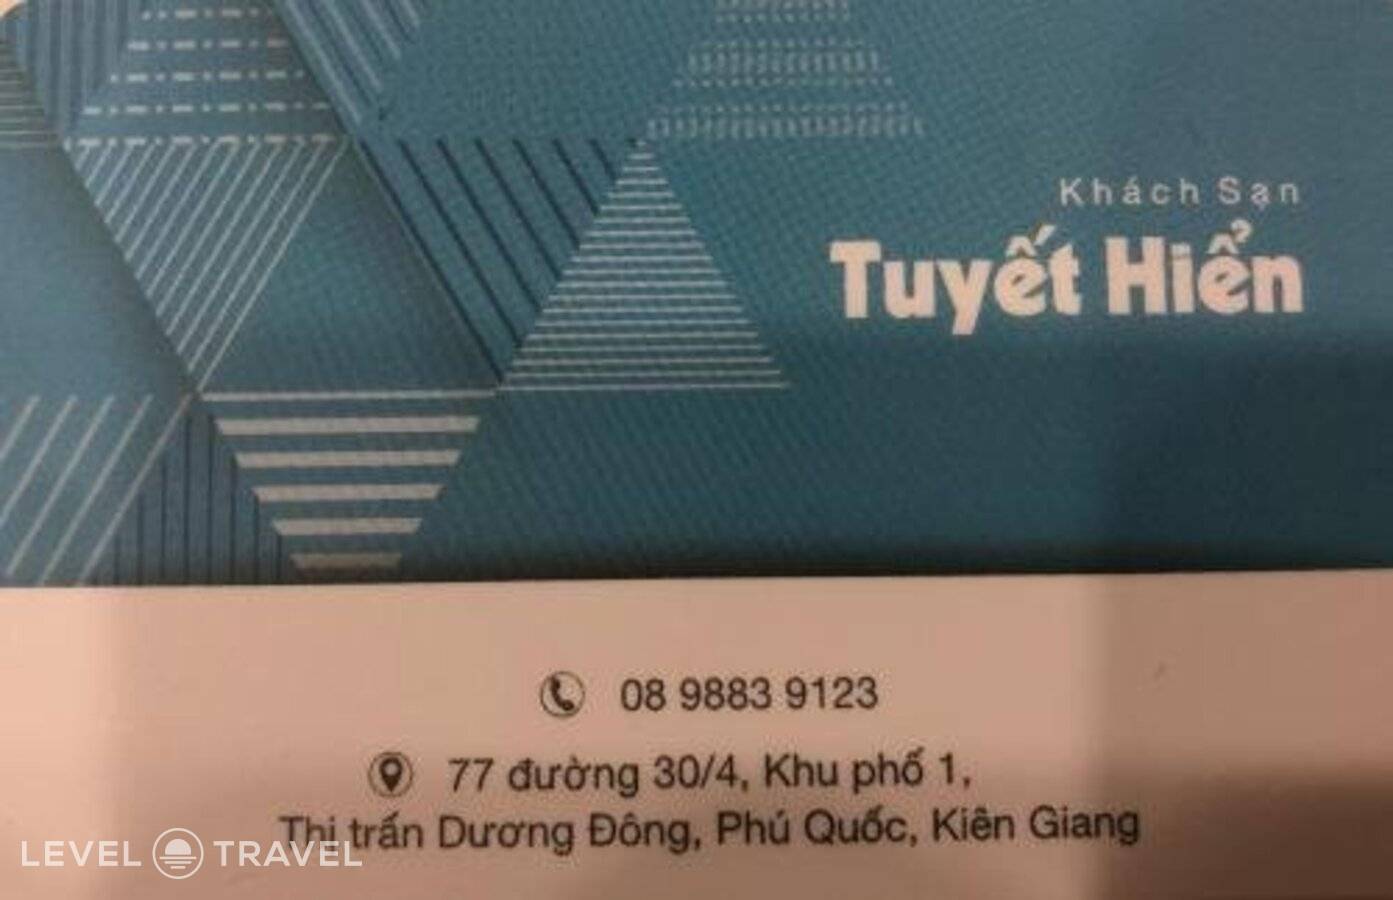 Khách Sạn
Tuyết Hiển
08 9883 9123
77 đường 30/4, Khu phố 1,
Thị trấn Dương Đông, Phú Quốc, Kiên Giang
LEVEL TRAVEL